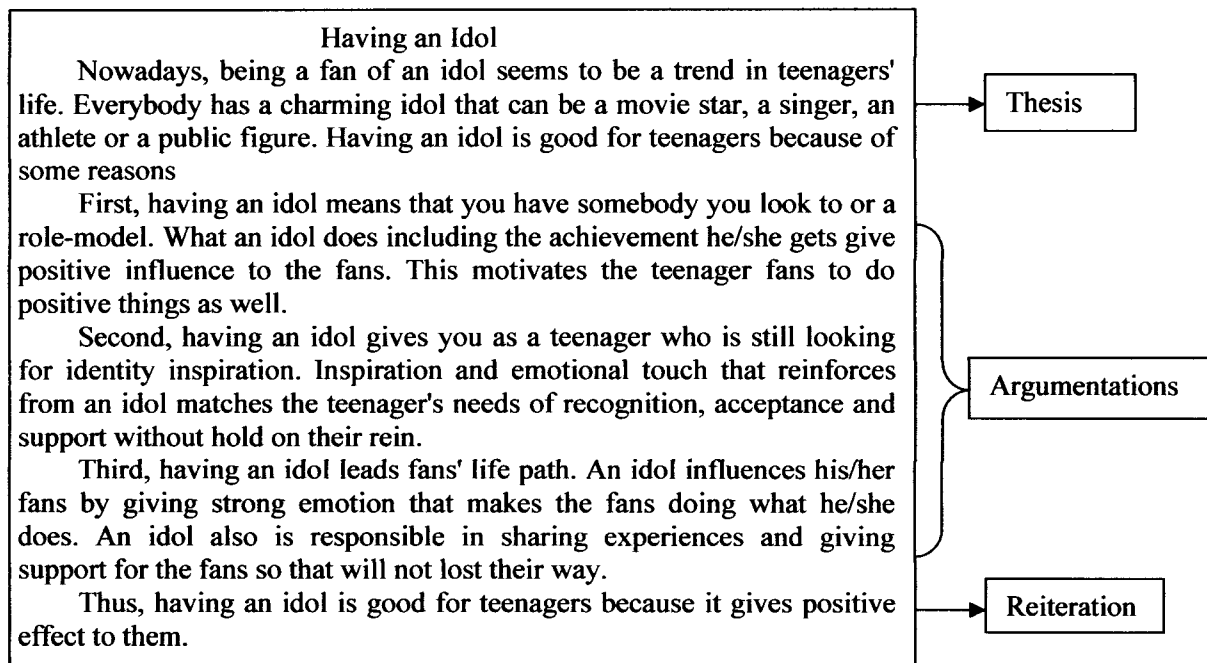 Having an Idol
Nowadays, being a fan of an idol seems to be a trend in teenagers'
life. Everybody has a charming idol that can be a movie star, a singer, an
athlete or a public figure. Having an idol is good for teenagers because of
some reasons
First, having an idol means that you have somebody you look to or a
role-model. What an idol does including the achievement he/she gets give
positive influence to the fans. This motivates the teenager fans to do
positive things as well.
Second, having an idol gives you as a teenager who is still looking
for identity inspiration. Inspiration and emotional touch that reinforces
from an idol matches the teenager's needs of recognition, acceptance and
support without hold on their rein.
Third, having an idol leads fans' life path. An idol influences his/her
fans by giving strong emotion that makes the fans doing what he/she
does. An idol also is responsible in sharing experiences and giving
support for the fans so that will not lost their way.
Thus, having an idol is good for teenagers because it gives positive
effect to them.
Thesis
Argumentations
Reiteration